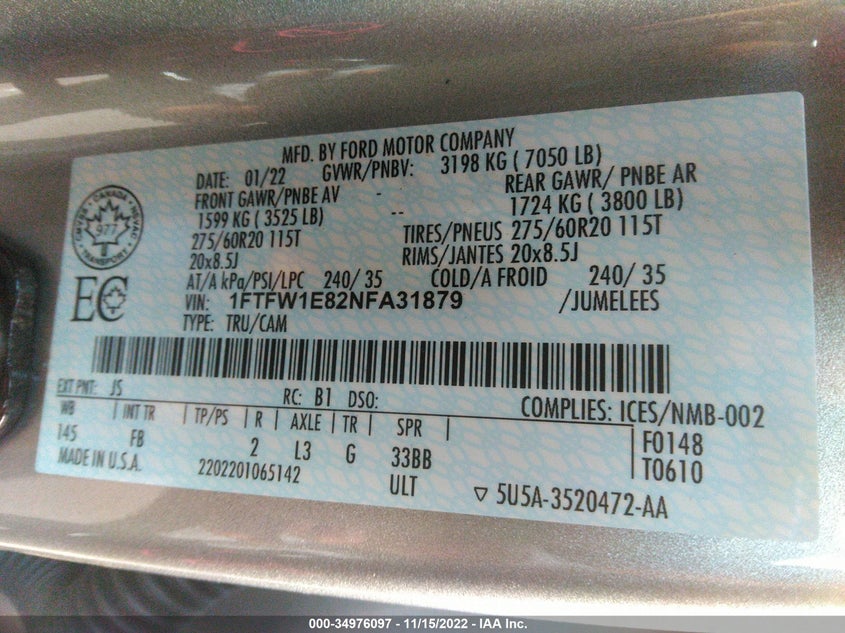 MFD. BY FORD MOTOR COMPANY
DATE: 01/22 GVWR/PNBV: 3198 KG ( 7050 LB)
FRONT GAWR/PNBE AV - REAR GAWR/ PNBE AR
1599 KG ( 3525 LB) -- 1724 KG ( 3800 LB)
275/60R20 115T TIRES/PNEUS 275/60R20 115T
20x8.5J RIMS/JANTES 20x8.5J
AT/A kPa/PSI/LPC 240/ 35 COLD/A FROID 240/ 35
VIN: 1FTFW1E82NFA31879 /JUMELEES
TYPE: TRU/CAM
CANADA
977
TRANSPORT
EC
EXT PNT: JS RC: B1 DSO: COMPLIES: ICES/NMB-002
WB | INT TR | TP/PS | R | AXLE | TR | SPR | F0148
145 FB 2 L3 G 33BB T0610
MADE IN U.S.A. 2202201065142 ULT ▽ 5U5A-3520472-AA
000-34976097 - 11/15/2022 - IAA Inc.